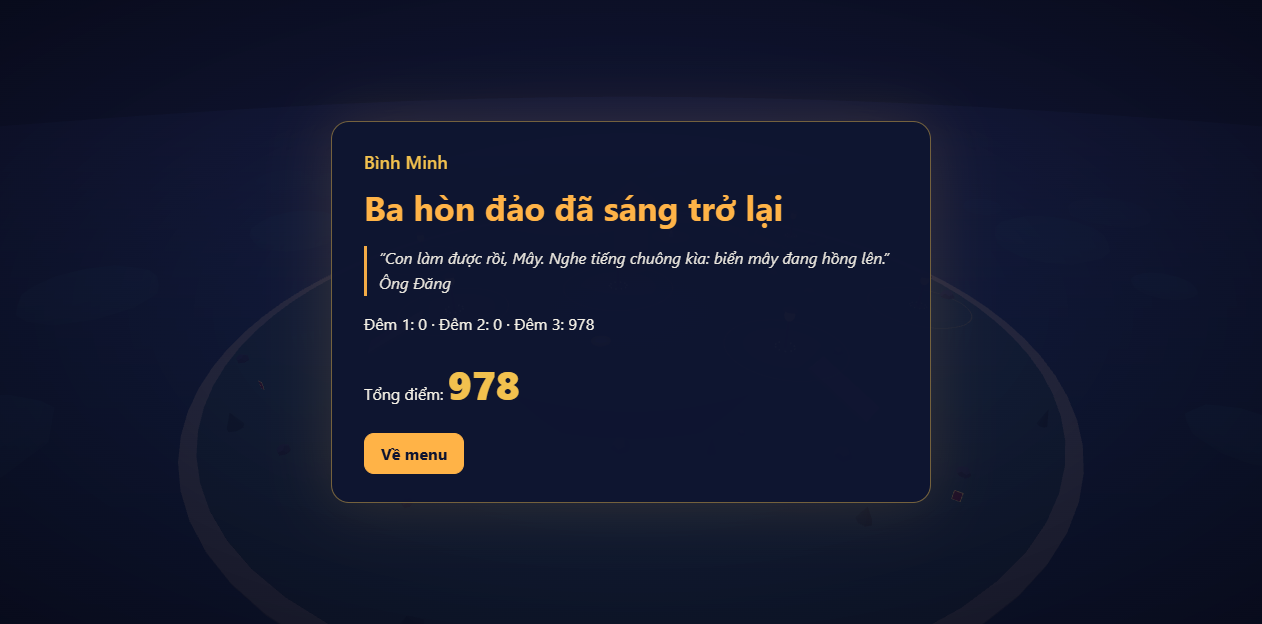 Bình Minh
Ba hòn đảo đã sáng trở lại
“Con làm được rồi, Mây. Nghe tiếng chuông kìa: biển mây đang hồng lên.”
Ông Đăng
Đêm 1: 0 · Đêm 2: 0 · Đêm 3: 978
Tổng điểm: 978
Về menu